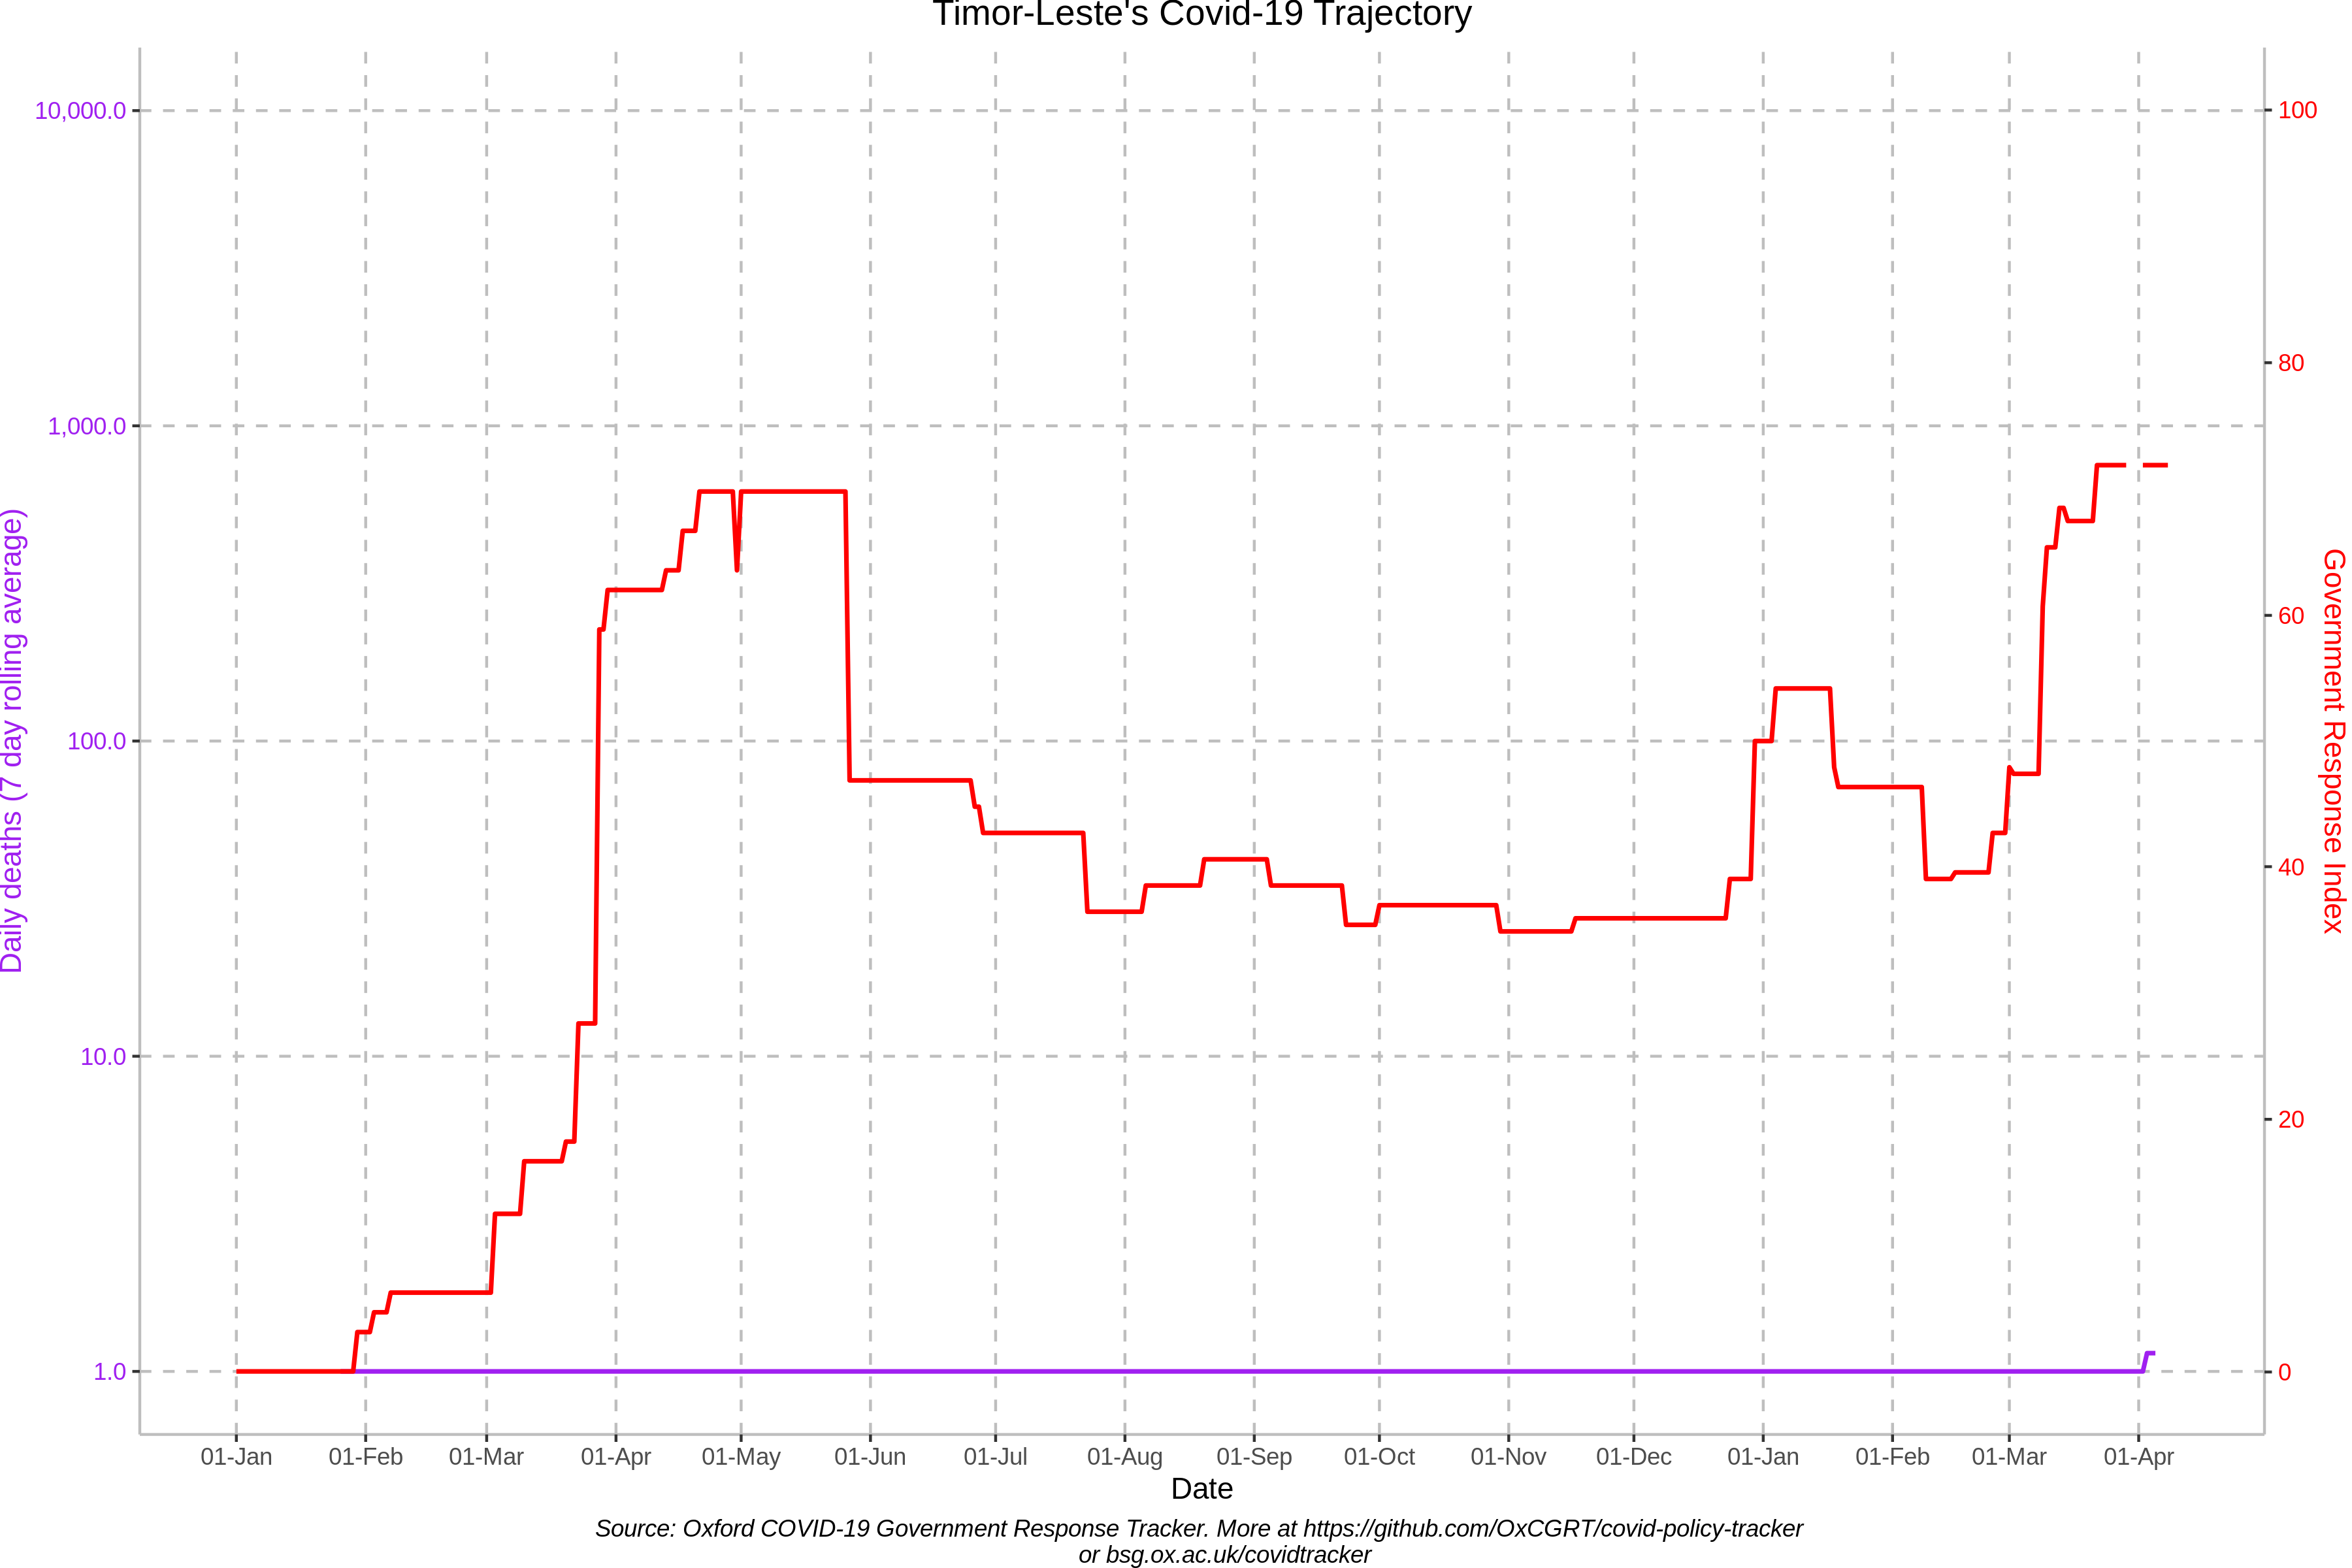 Timor-Leste's Covid-19 Trajectory
10,000.0
1,000.0
100.0
10.0
1.0
Daily deaths (7 day rolling average)
100
80
60
40
20
0
Government Response Index
01-Jan 01-Feb 01-Mar 01-Apr 01-May 01-Jun 01-Jul 01-Aug 01-Sep 01-Oct 01-Nov 01-Dec 01-Jan 01-Feb 01-Mar 01-Apr
Date
Source: Oxford COVID-19 Government Response Tracker. More at https://github.com/OxCGRT/covid-policy-tracker
or bsg.ox.ac.uk/covidtracker